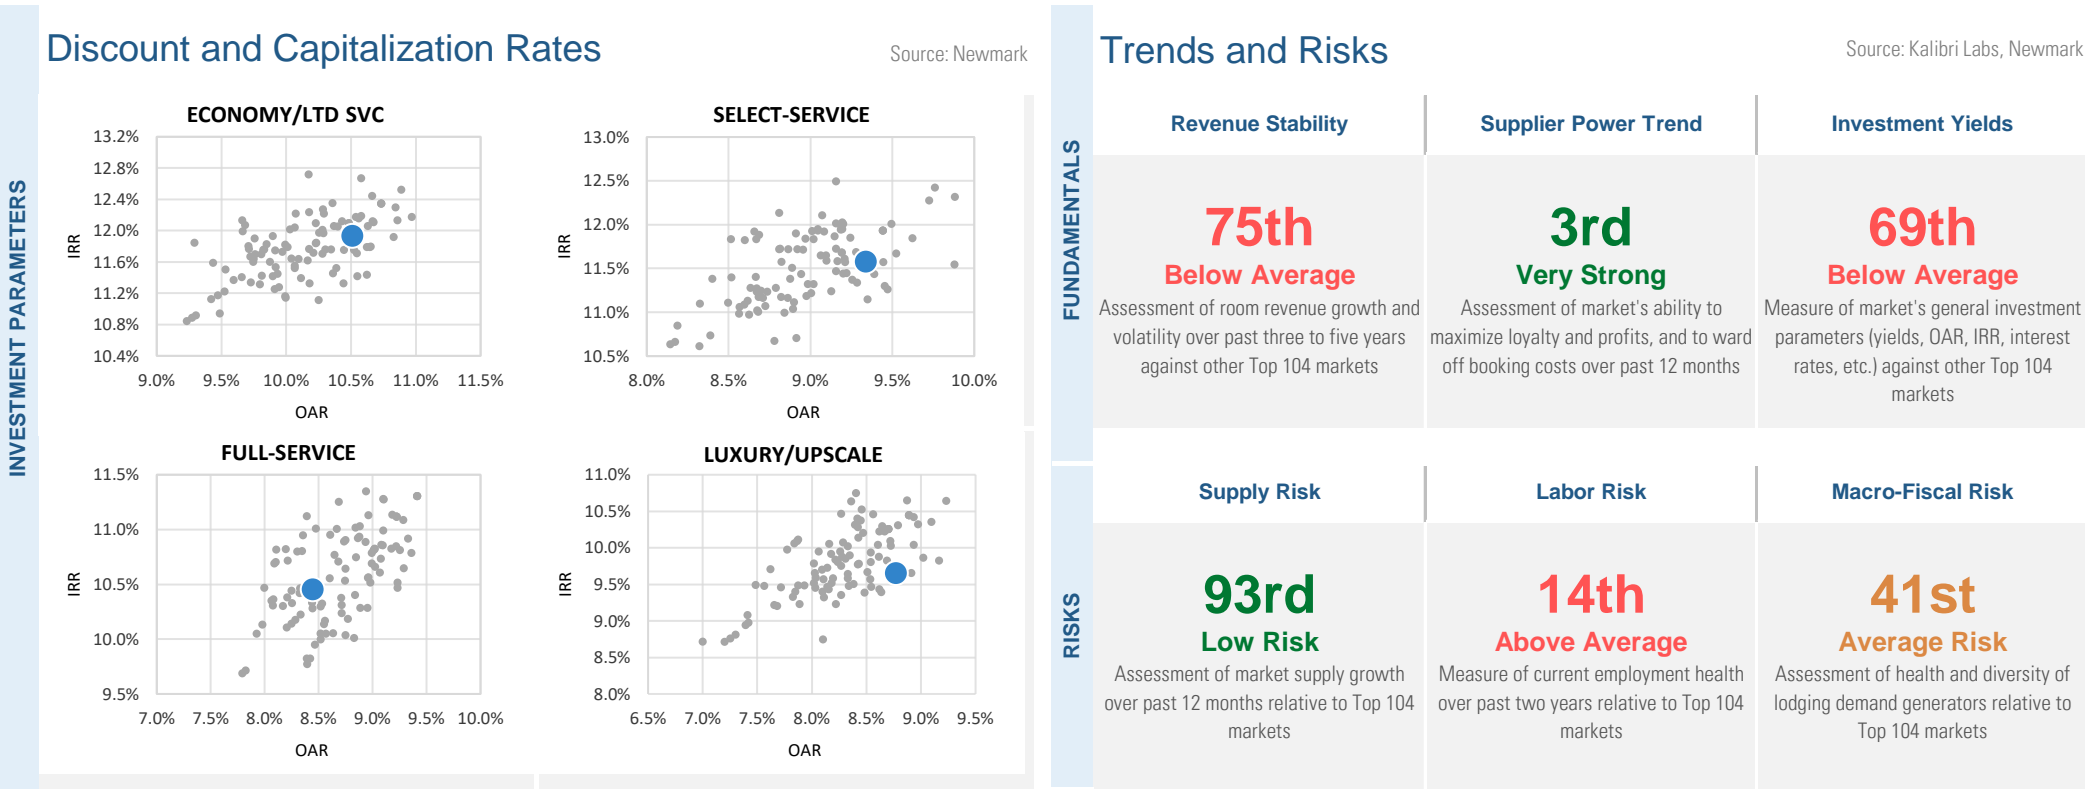 Discount and Capitalization Rates
Source: Newmark
INVESTMENT PARAMETERS
ECONOMY/LTD SVC
13.2%
12.8%
12.4%
12.0%
11.6%
11.2%
10.8%
10.4%
IRR
9.0% 9.5% 10.0% 10.5% 11.0% 11.5%
OAR
SELECT-SERVICE
13.0%
12.5%
12.0%
11.5%
11.0%
10.5%
IRR
8.0% 8.5% 9.0% 9.5% 10.0%
OAR
FULL-SERVICE
11.5%
11.0%
10.5%
10.0%
9.5%
IRR
7.0% 7.5% 8.0% 8.5% 9.0% 9.5% 10.0%
OAR
LUXURY/UPSCALE
11.0%
10.5%
10.0%
9.5%
9.0%
8.5%
8.0%
IRR
6.5% 7.0% 7.5% 8.0% 8.5% 9.0% 9.5%
OAR
Trends and Risks
Source: Kalibri Labs, Newmark
FUNDAMENTALS
Revenue Stability
75th
Below Average
Assessment of room revenue growth and
volatility over past three to five years
against other Top 104 markets
Supplier Power Trend
3rd
Very Strong
Assessment of market's ability to
maximize loyalty and profits, and to ward
off booking costs over past 12 months
Investment Yields
69th
Below Average
Measure of market's general investment
parameters (yields, OAR, IRR, interest
rates, etc.) against other Top 104
markets
RISKS
Supply Risk
93rd
Low Risk
Assessment of market supply growth
over past 12 months relative to Top 104
markets
Labor Risk
14th
Above Average
Measure of current employment health
over past two years relative to Top 104
markets
Macro-Fiscal Risk
41st
Average Risk
Assessment of health and diversity of
lodging demand generators relative to
Top 104 markets